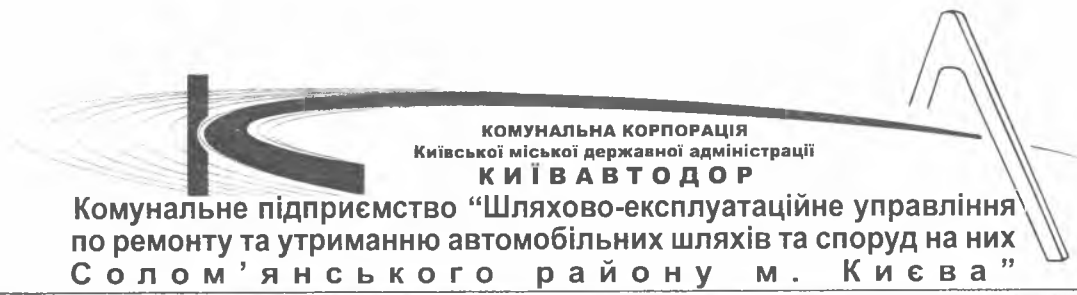 КОМУНАЛЬНА КОРПОРАЦІЯ
Київської міської державної адміністрації
КИЇВАВТОДОР
Комунальне підприємство “Шляхово-експлуатаційне управління
по ремонту та утриманню автомобільних шляхів та споруд на них
Солом’янського району м. Києва”